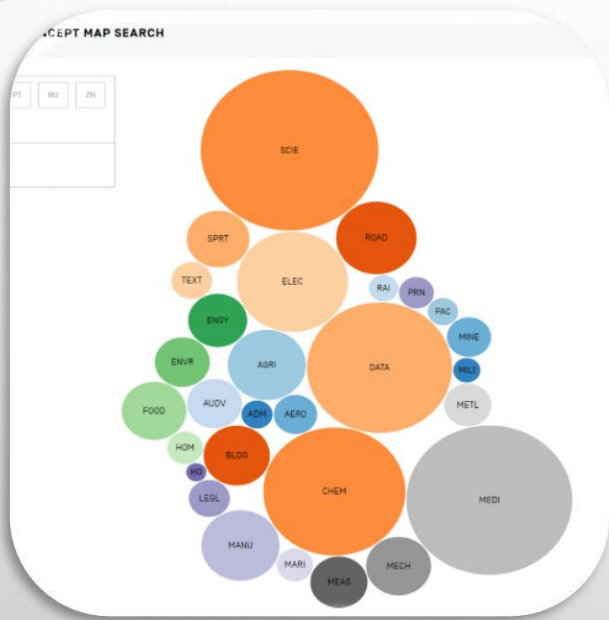 CEPT MAP SEARCH
PT RU ZH
SCIE
SPRT
ROAD
TEXT
ELEC
RAI
PRN
ENGY
PAC
MINE
ENVR
AGRI
DATA
MILI
FOOD
AUDV
ADM
AERO
METL
HOM
BLDG
HO
LEGL
CHEM
MEDI
MANU
MARI
MEAS
MECH